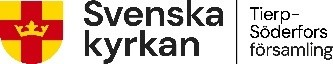 Svenska
kyrkan
Tierp-
Söderfors
församling